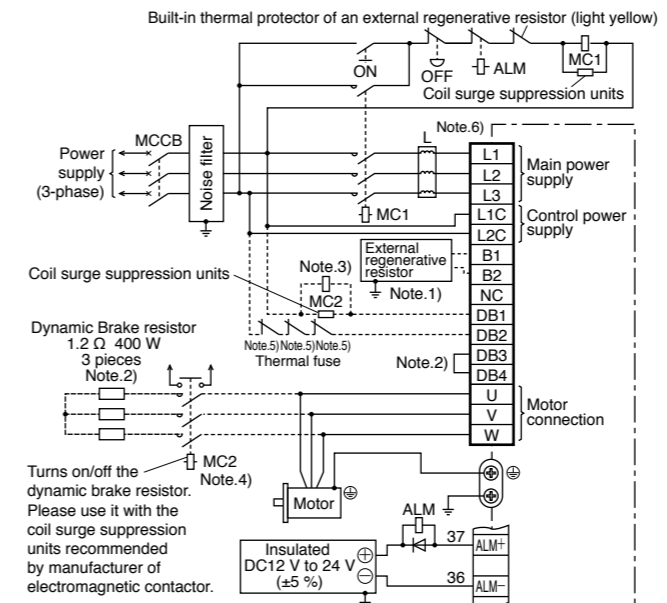 Built-in thermal protector of an external regenerative resistor (light yellow)
ON
OFF
ALM
MC1
Coil surge suppression units
Note.6)
L
MCCB
Power
supply
(3-phase)
Noise filter
MC1
L1
L2
L3
L1C
L2C
B1
B2
NC
DB1
DB2
DB3
DB4
U
V
W
Main power
supply
Control power
supply
External
regenerative
resistor
Note.1)
Coil surge suppression units
Note.3)
MC2
Note.5)Note.5)Note.5)
Thermal fuse
Note.2)
Dynamic Brake resistor
1.2 Ω 400 W
3 pieces
Note.2)
Motor
connection
MC2
Note.4)
Turns on/off the
dynamic brake resistor.
Please use it with the
coil surge suppression
units recommended
by manufacturer of
electromagnetic contactor.
Motor
ALM
Insulated
DC12 V to 24 V
(±5 %)
37
ALM+
36
ALM−